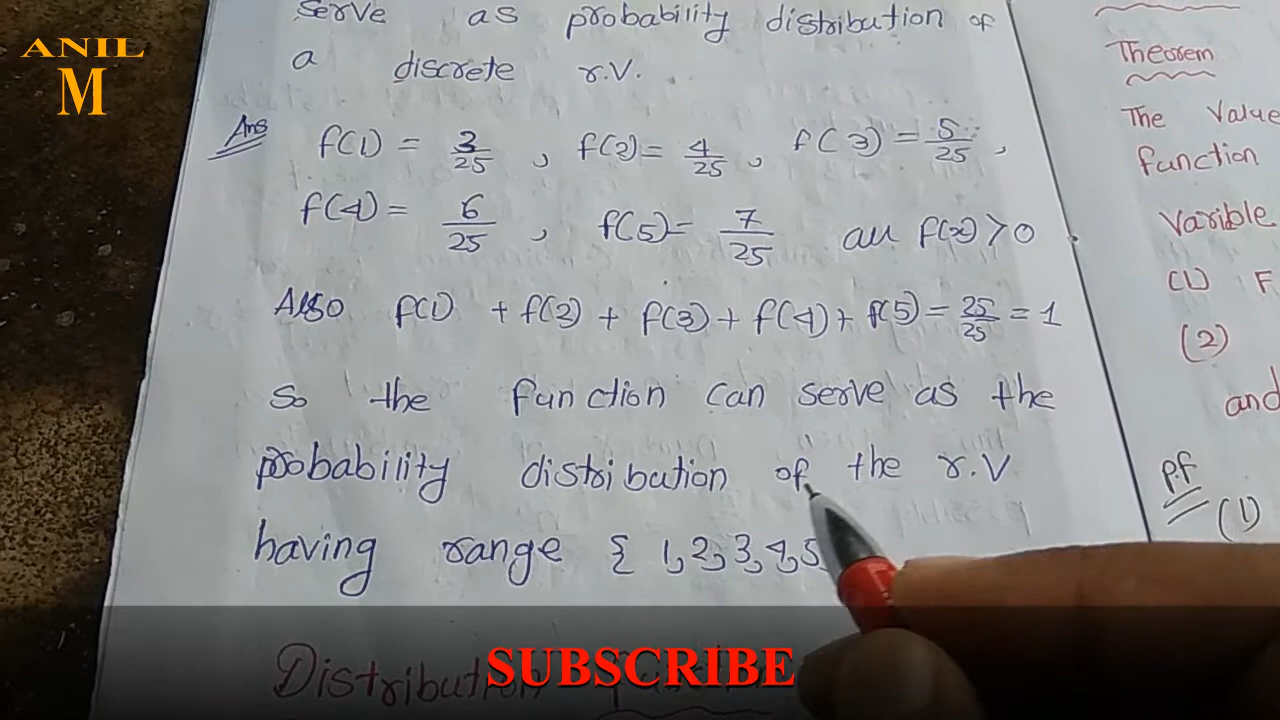 ANIL
M
serve as probability distribution of
a discrete r.v.
Ans f(1) = 3/25 , f(2) = 4/25 , f(3) = 5/25 ,
f(4) = 6/25 , f(5) = 7/25 all f(x) > 0
Also f(1) + f(2) + f(3) + f(4) + f(5) = 25/25 = 1
So the function can serve as the
probability distribution of the r.v
having range { 1, 2, 3, 4, 5
Distribution
SUBSCRIBE
Theorem
The Value
function
Variable
(1) F
(2)
and
pf
(1)